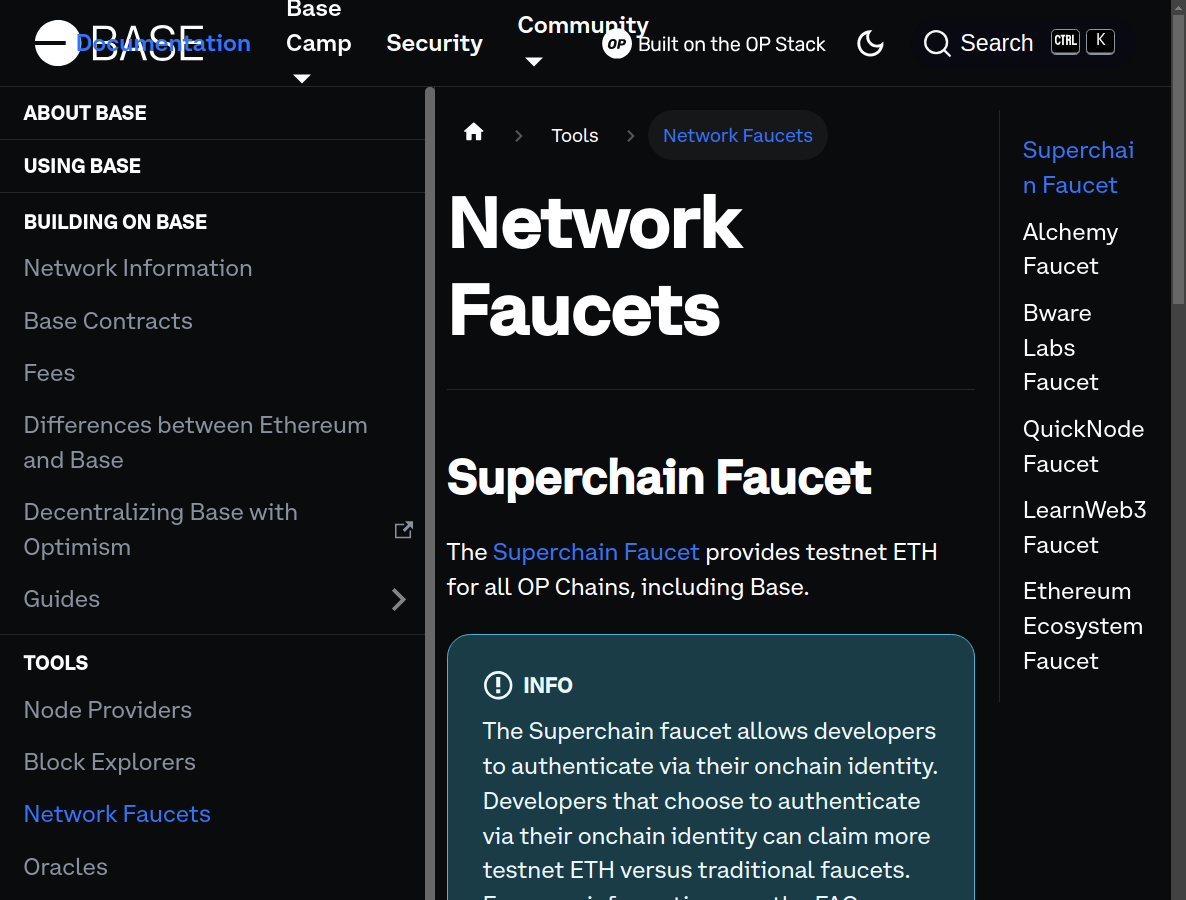 BASE
Documentation
Base
Camp
Security
Community
OP Built on the OP Stack
Search CTRL K
ABOUT BASE
USING BASE
BUILDING ON BASE
Network Information
Base Contracts
Fees
Differences between Ethereum
and Base
Decentralizing Base with
Optimism
Guides
TOOLS
Node Providers
Block Explorers
Network Faucets
Oracles
Tools
Network Faucets
Network
Faucets
Superchain Faucet
The Superchain Faucet provides testnet ETH
for all OP Chains, including Base.
INFO
The Superchain faucet allows developers
to authenticate via their onchain identity.
Developers that choose to authenticate
via their onchain identity can claim more
testnet ETH versus traditional faucets.
Superchai
n Faucet
Alchemy
Faucet
Bware
Labs
Faucet
QuickNode
Faucet
LearnWeb3
Faucet
Ethereum
Ecosystem
Faucet